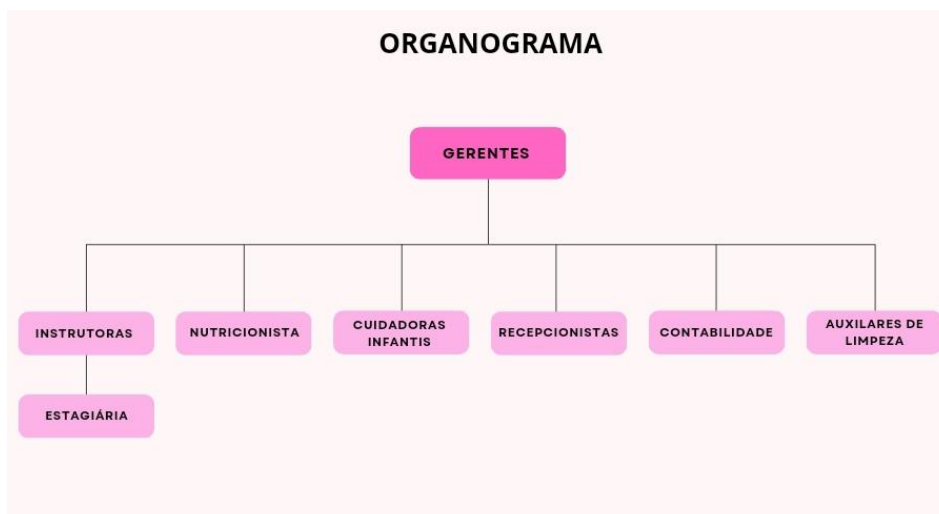 ORGANOGRAMA
GERENTES
INSTRUTORAS
NUTRICIONISTA
CUIDADORAS
INFANTIS
RECEPCIONISTAS
CONTABILIDADE
AUXILARES DE
LIMPEZA
ESTAGIÁRIA